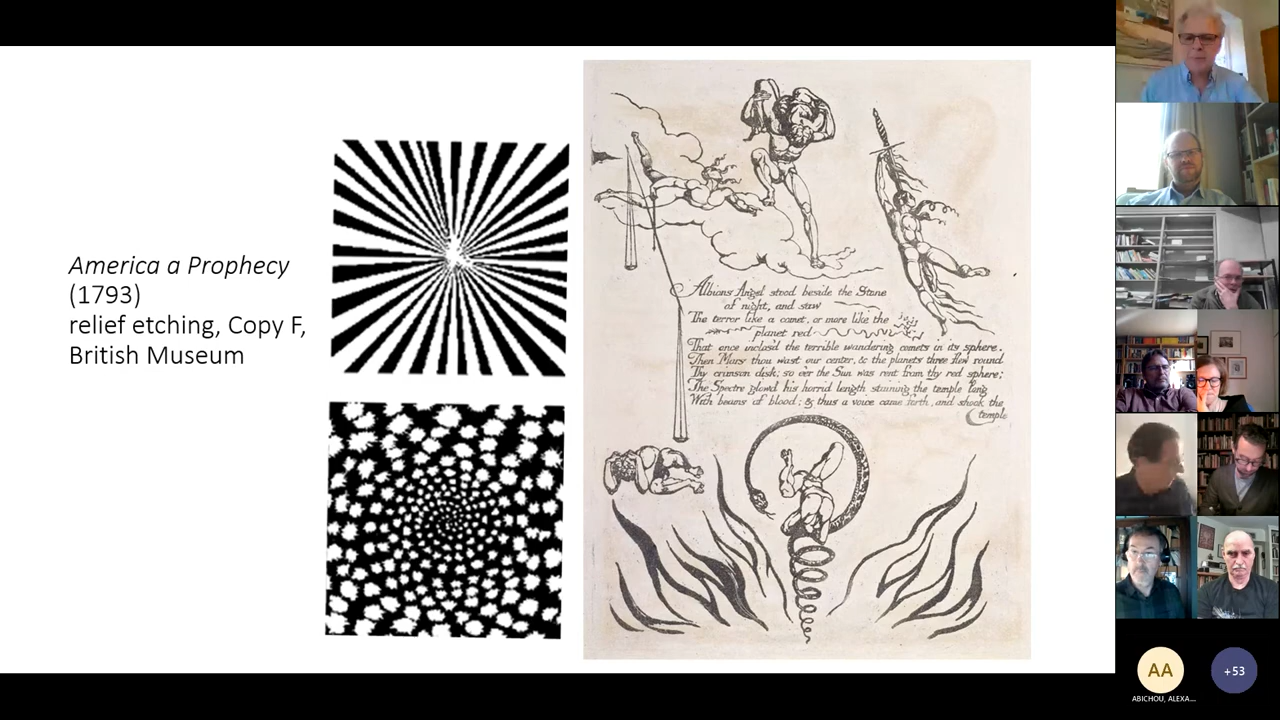 America a Prophecy
(1793)
relief etching, Copy F,
British Museum
Albions Angel stood beside the Stone
of night, and saw
The terror like a comet, or more like the
planet red
That once inclos'd the terrible wandering comets in its sphere.
Then Mars thou wast our center, & the planets three flew round
Thy crimson disk; so e'er the Sun was rent from thy red sphere;
The Spectre glowd his horrid length staining the temple long
With beams of blood; & thus a voice came forth, and shook the
temple
AA
+53
ABICHOU, ALEXA...